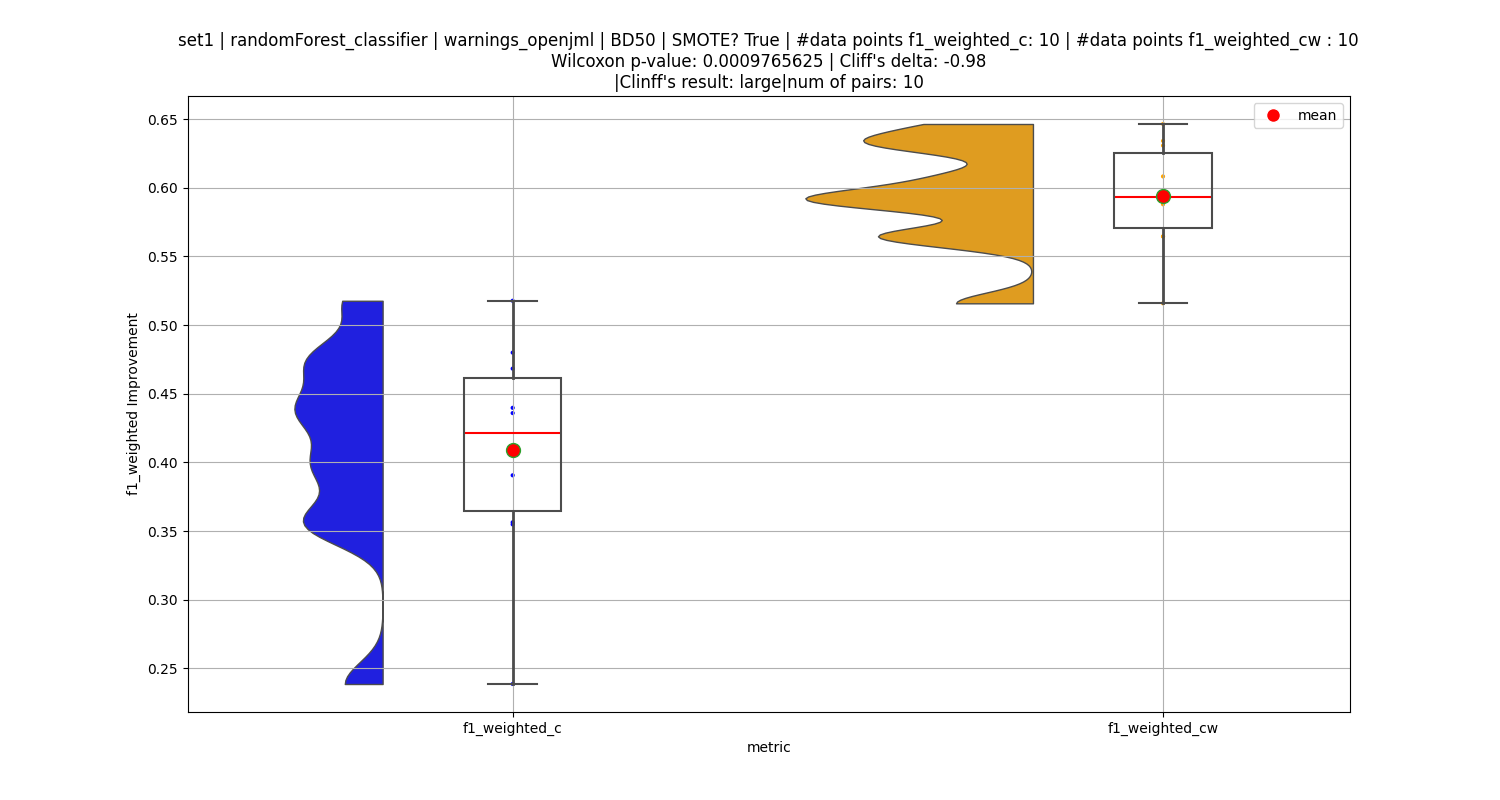 set1 | randomForest_classifier | warnings_openjml | BD50 | SMOTE? True | #data points f1_weighted_c: 10 | #data points f1_weighted_cw : 10
Wilcoxon p-value: 0.0009765625 | Cliff's delta: -0.98
|Clinff's result: large|num of pairs: 10
mean
0.65
0.60
0.55
0.50
0.45
0.40
0.35
0.30
0.25
f1_weighted Improvement
f1_weighted_c
f1_weighted_cw
metric